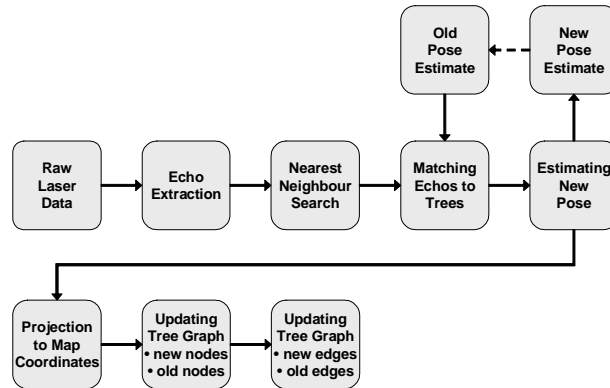 Old
Pose
Estimate
New
Pose
Estimate
Raw
Laser
Data
Echo
Extraction
Nearest
Neighbour
Search
Matching
Echos to
Trees
Estimating
New
Pose
Projection
to Map
Coordinates
Updating
Tree Graph
• new nodes
• old nodes
Updating
Tree Graph
• new edges
• old edges